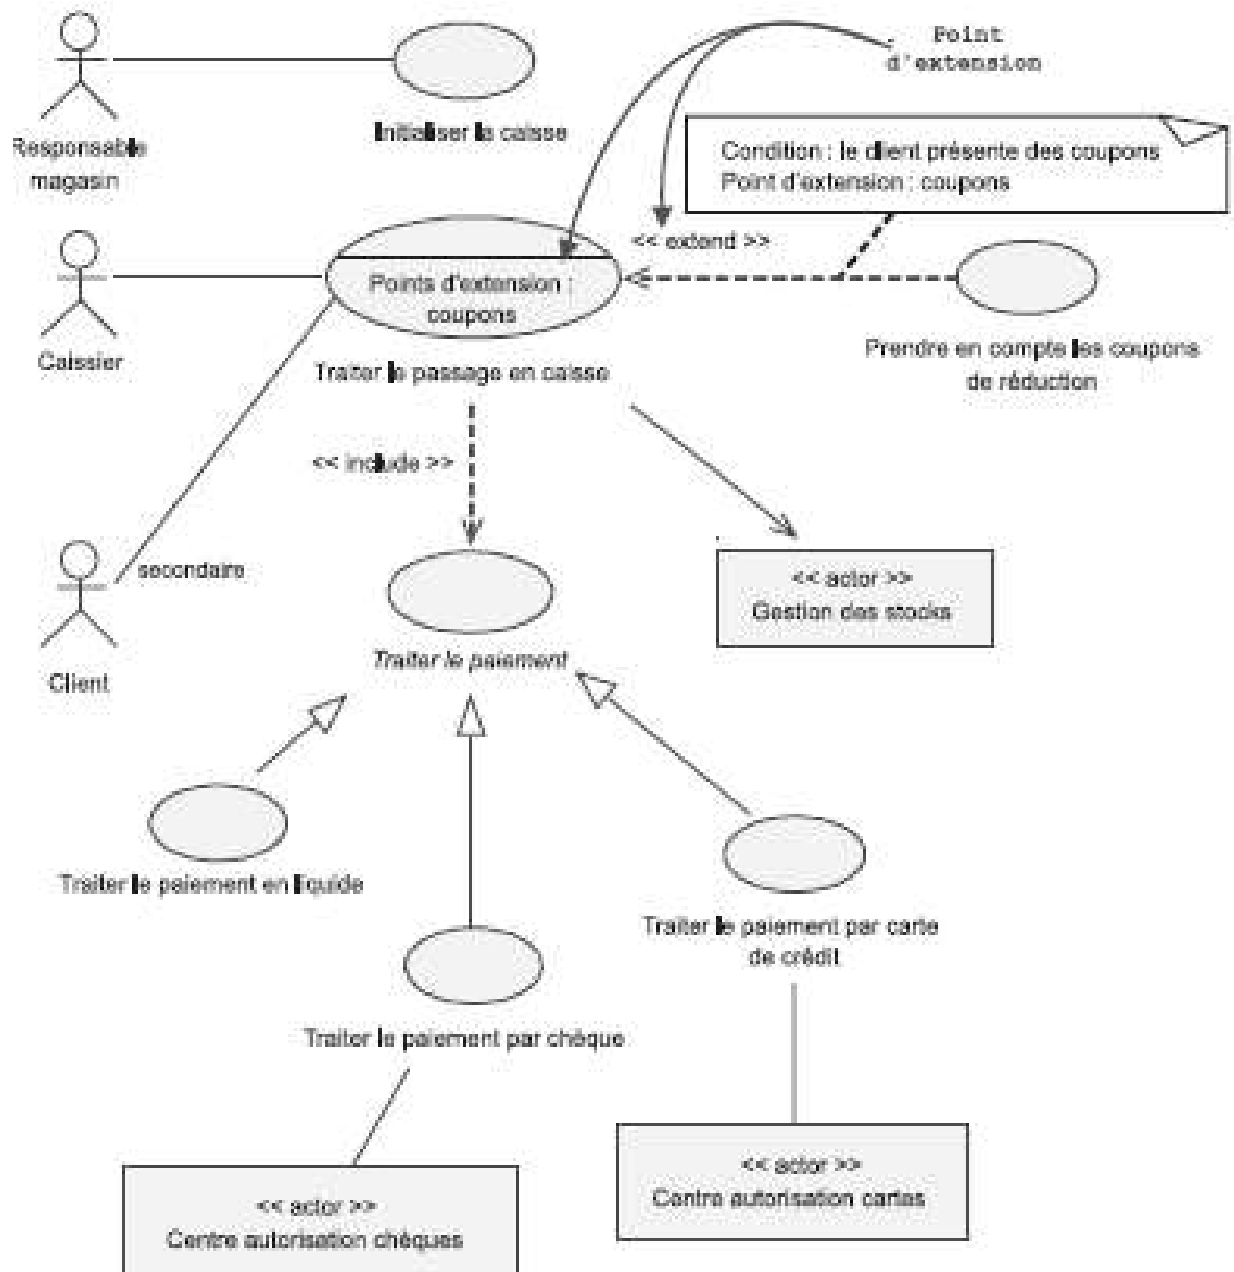 Point
d'extension
Responsable
magasin
Initialiser la caisse
Condition : le client présente des coupons
Point d'extension : coupons
<< extend >>
Caissier
Points d'extension :
coupons
Traiter le passage en caisse
Prendre en compte les coupons
de réduction
<< include >>
secondaire
Client
<< actor >>
Gestion des stocks
Traiter le paiement
Traiter le paiement en liquide
Traiter le paiement par carte
de crédit
Traiter le paiement par chèque
<< actor >>
Centre autorisation cartes
<< actor >>
Centre autorisation chèques